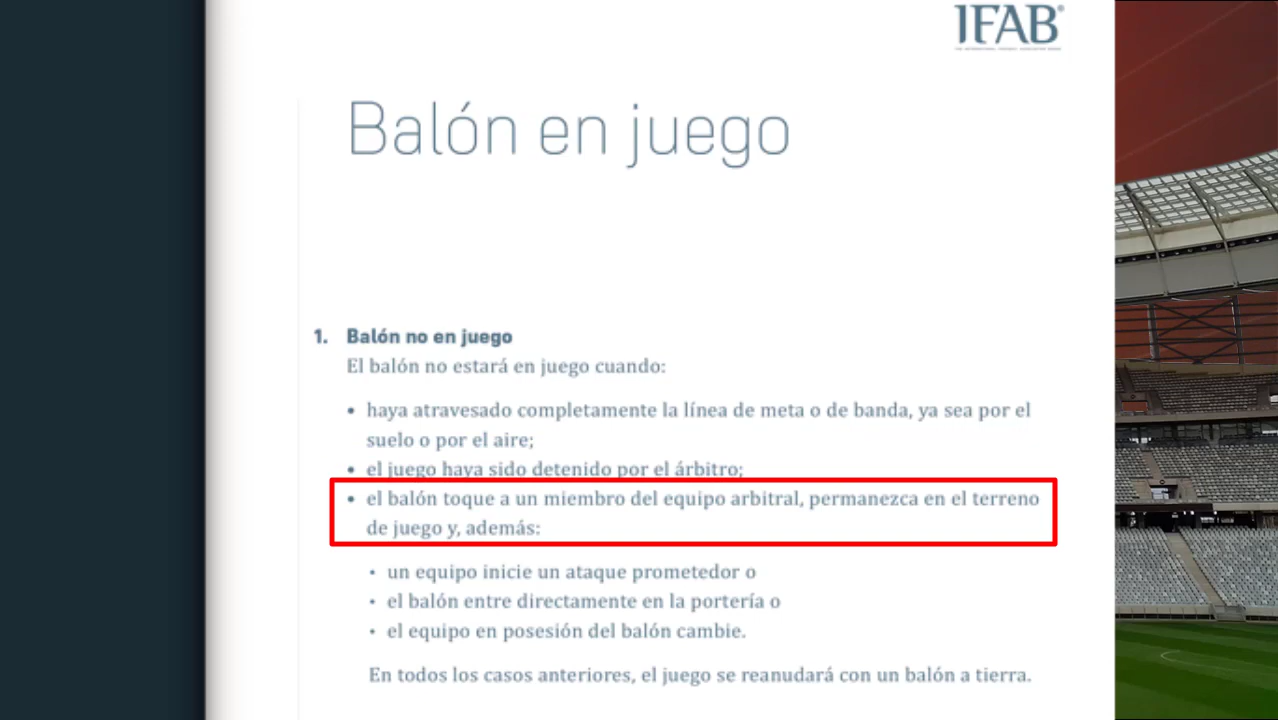 IFAB
Balón en juego
1. Balón no en juego
El balón no estará en juego cuando:
• haya atravesado completamente la línea de meta o de banda, ya sea por el
suelo o por el aire;
• el juego haya sido detenido por el árbitro;
• el balón toque a un miembro del equipo arbitral, permanezca en el terreno
de juego y, además:
• un equipo inicie un ataque prometedor o
• el balón entre directamente en la portería o
• el equipo en posesión del balón cambie.
En todos los casos anteriores, el juego se reanudará con un balón a tierra.